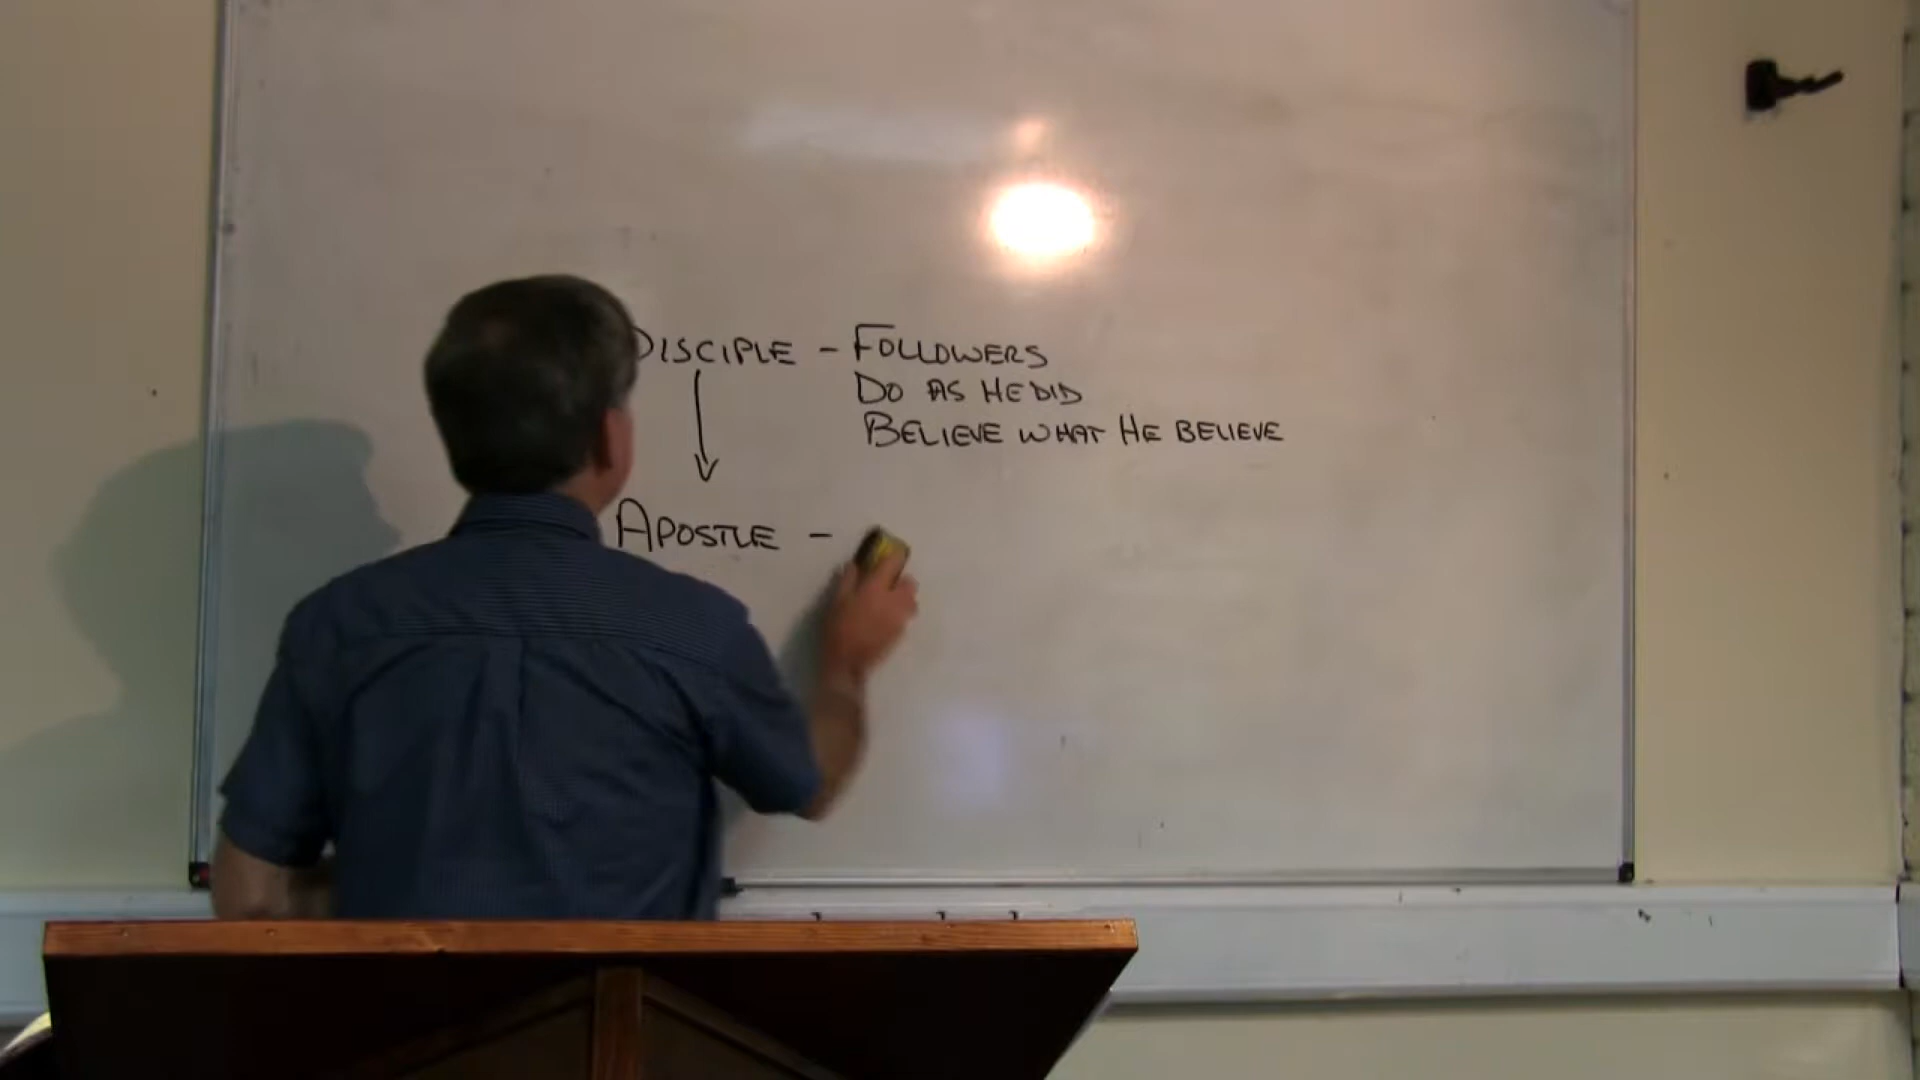 DISCIPLE - FOLLOWERS
DO AS HE DID
BELIEVE WHAT HE BELIEVE
APOSTLE -